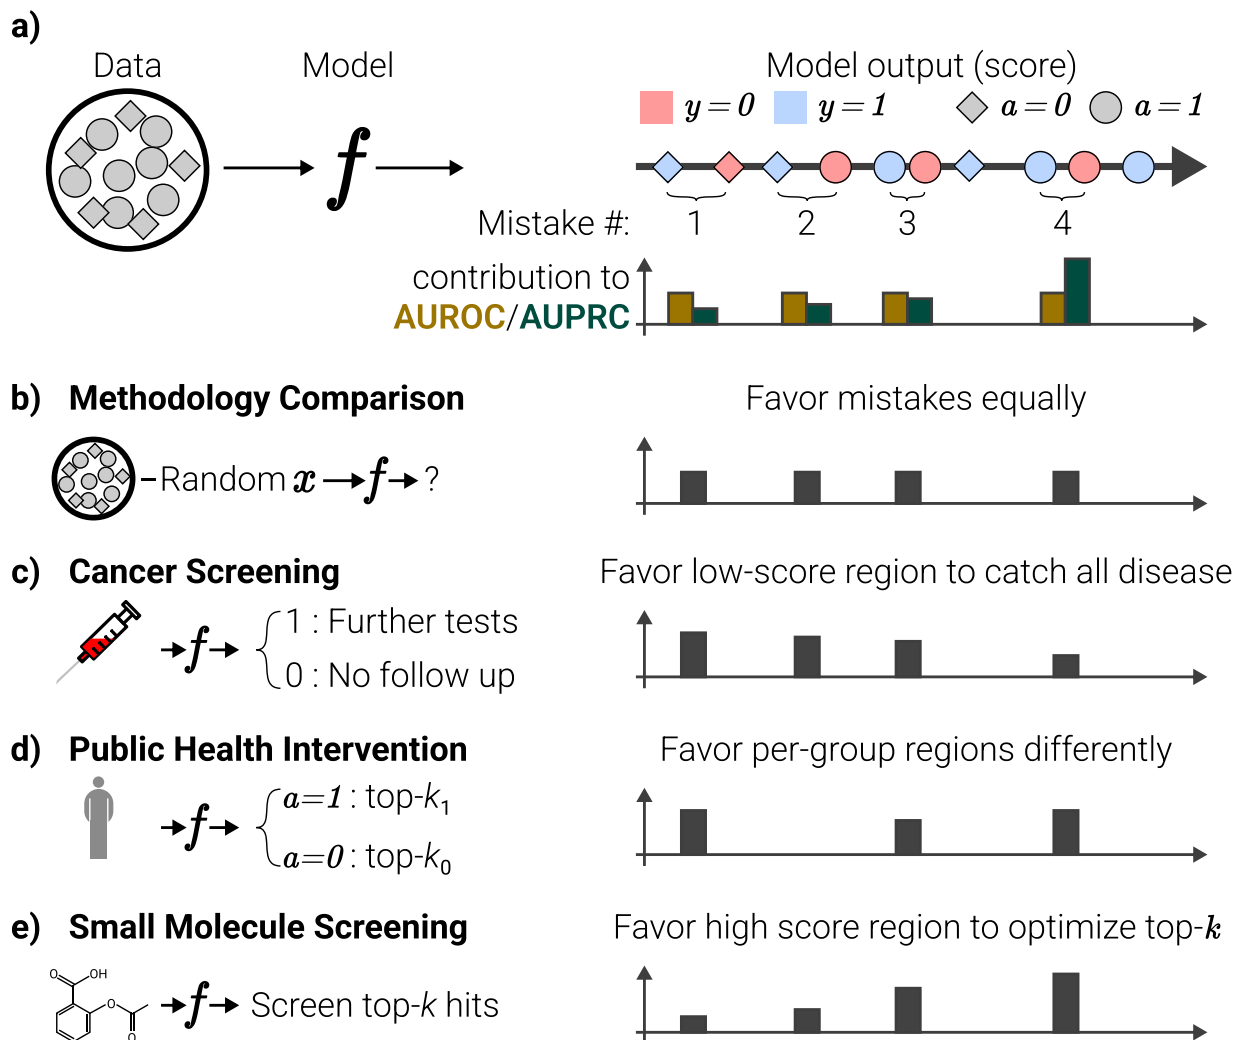 a)
Data
Model
Model output (score)
y = 0
y = 1
a = 0
a = 1
f
Mistake #: 1 2 3 4
contribution to
AUROC/AUPRC
b) Methodology Comparison
Favor mistakes equally
Random x f ?
c) Cancer Screening
Favor low-score region to catch all disease
f
1 : Further tests
0 : No follow up
d) Public Health Intervention
Favor per-group regions differently
f
a=1 : top-k₁
a=0 : top-k₀
e) Small Molecule Screening
Favor high score region to optimize top-k
O OH
O
O
f Screen top-k hits